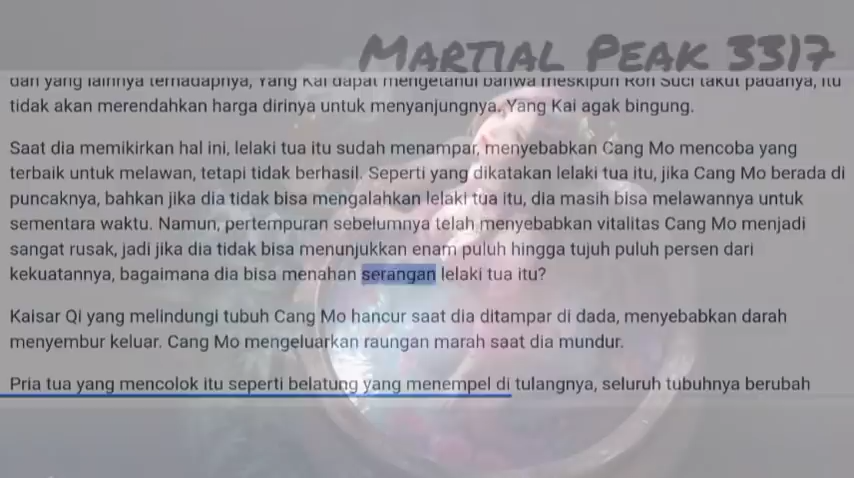 MARTIAL PEAK 3317
dan yang lainnya terhadapnya, Yang Kai dapat mengetahui bahwa meskipun Roh Suci takut padanya, itu
tidak akan merendahkan harga dirinya untuk menyanjungnya. Yang Kai agak bingung.
Saat dia memikirkan hal ini, lelaki tua itu sudah menampar, menyebabkan Cang Mo mencoba yang
terbaik untuk melawan, tetapi tidak berhasil. Seperti yang dikatakan lelaki tua itu, jika Cang Mo berada di
puncaknya, bahkan jika dia tidak bisa mengalahkan lelaki tua itu, dia masih bisa melawannya untuk
sementara waktu. Namun, pertempuran sebelumnya telah menyebabkan vitalitas Cang Mo menjadi
sangat rusak, jadi jika dia tidak bisa menunjukkan enam puluh hingga tujuh puluh persen dari
kekuatannya, bagaimana dia bisa menahan serangan lelaki tua itu?
Kaisar Qi yang melindungi tubuh Cang Mo hancur saat dia ditampar di dada, menyebabkan darah
menyembur keluar. Cang Mo mengeluarkan raungan marah saat dia mundur.
Pria tua yang mencolok itu seperti belatung yang menempel di tulangnya, seluruh tubuhnya berubah